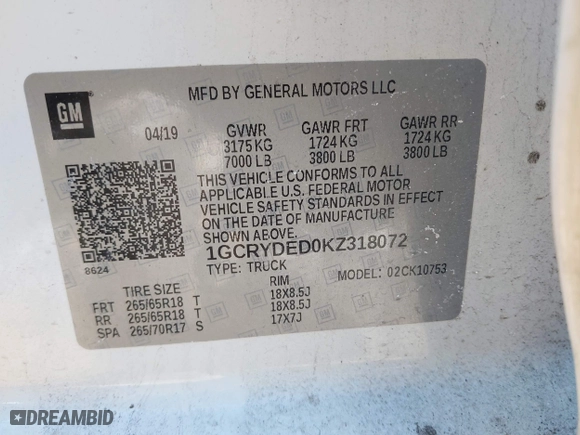 MFD BY GENERAL MOTORS LLC
GM
04/19 GVWR GAWR FRT GAWR RR
3175 KG 1724 KG 1724 KG
7000 LB 3800 LB 3800 LB
THIS VEHICLE CONFORMS TO ALL
APPLICABLE U.S. FEDERAL MOTOR
VEHICLE SAFETY STANDARDS IN EFFECT
ON THE DATE OF MANUFACTURE
SHOWN ABOVE.
8624
1GCRYDED0KZ318072
TYPE: TRUCK MODEL: 02CK10753
TIRE SIZE RIM
FRT 265/65R18 T 18X8.5J
RR 265/65R18 T 18X8.5J
SPA 265/70R17 S 17X7J
DREAMBID